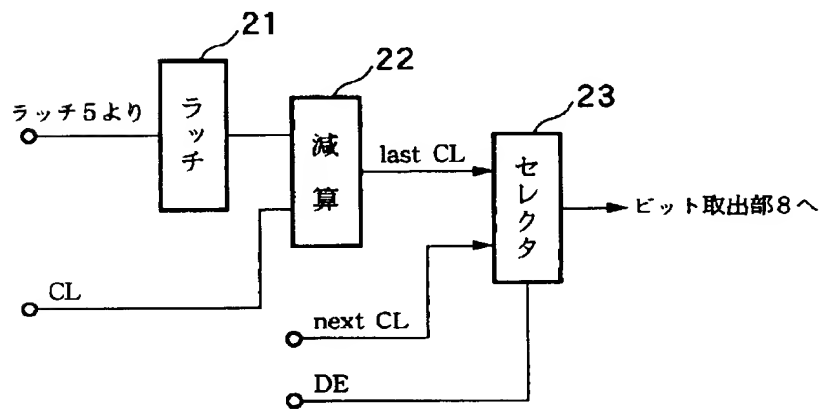 21
ラッチ5より
ラッチ
22
減算
last CL
23
セレクタ
ビット取出部8へ
CL
next CL
DE